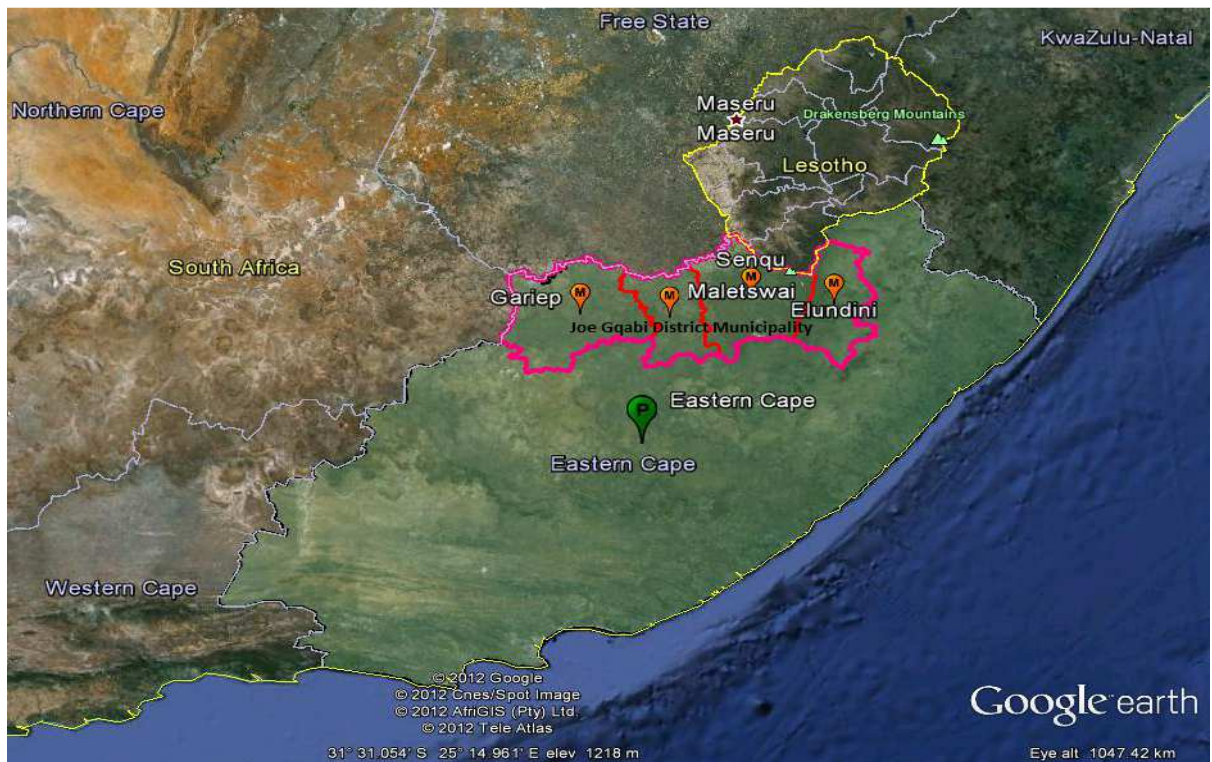 Free State
KwaZulu-Natal
Northern Cape
Maseru
Maseru
Drakensberg Mountains
Lesotho
South Africa
Senqu
M
M
M
M
Gariep
Maletswai
Elundini
Joe Gqabi District Municipality
Eastern Cape
P
Eastern Cape
Western Cape
© 2012 Google
© 2012 Cnes/Spot Image
© 2012 AfriGIS (Pty) Ltd.
© 2012 Tele Atlas
Google earth
31° 31.054' S 25° 14.961' E elev 1218 m
Eye alt 1047.42 km